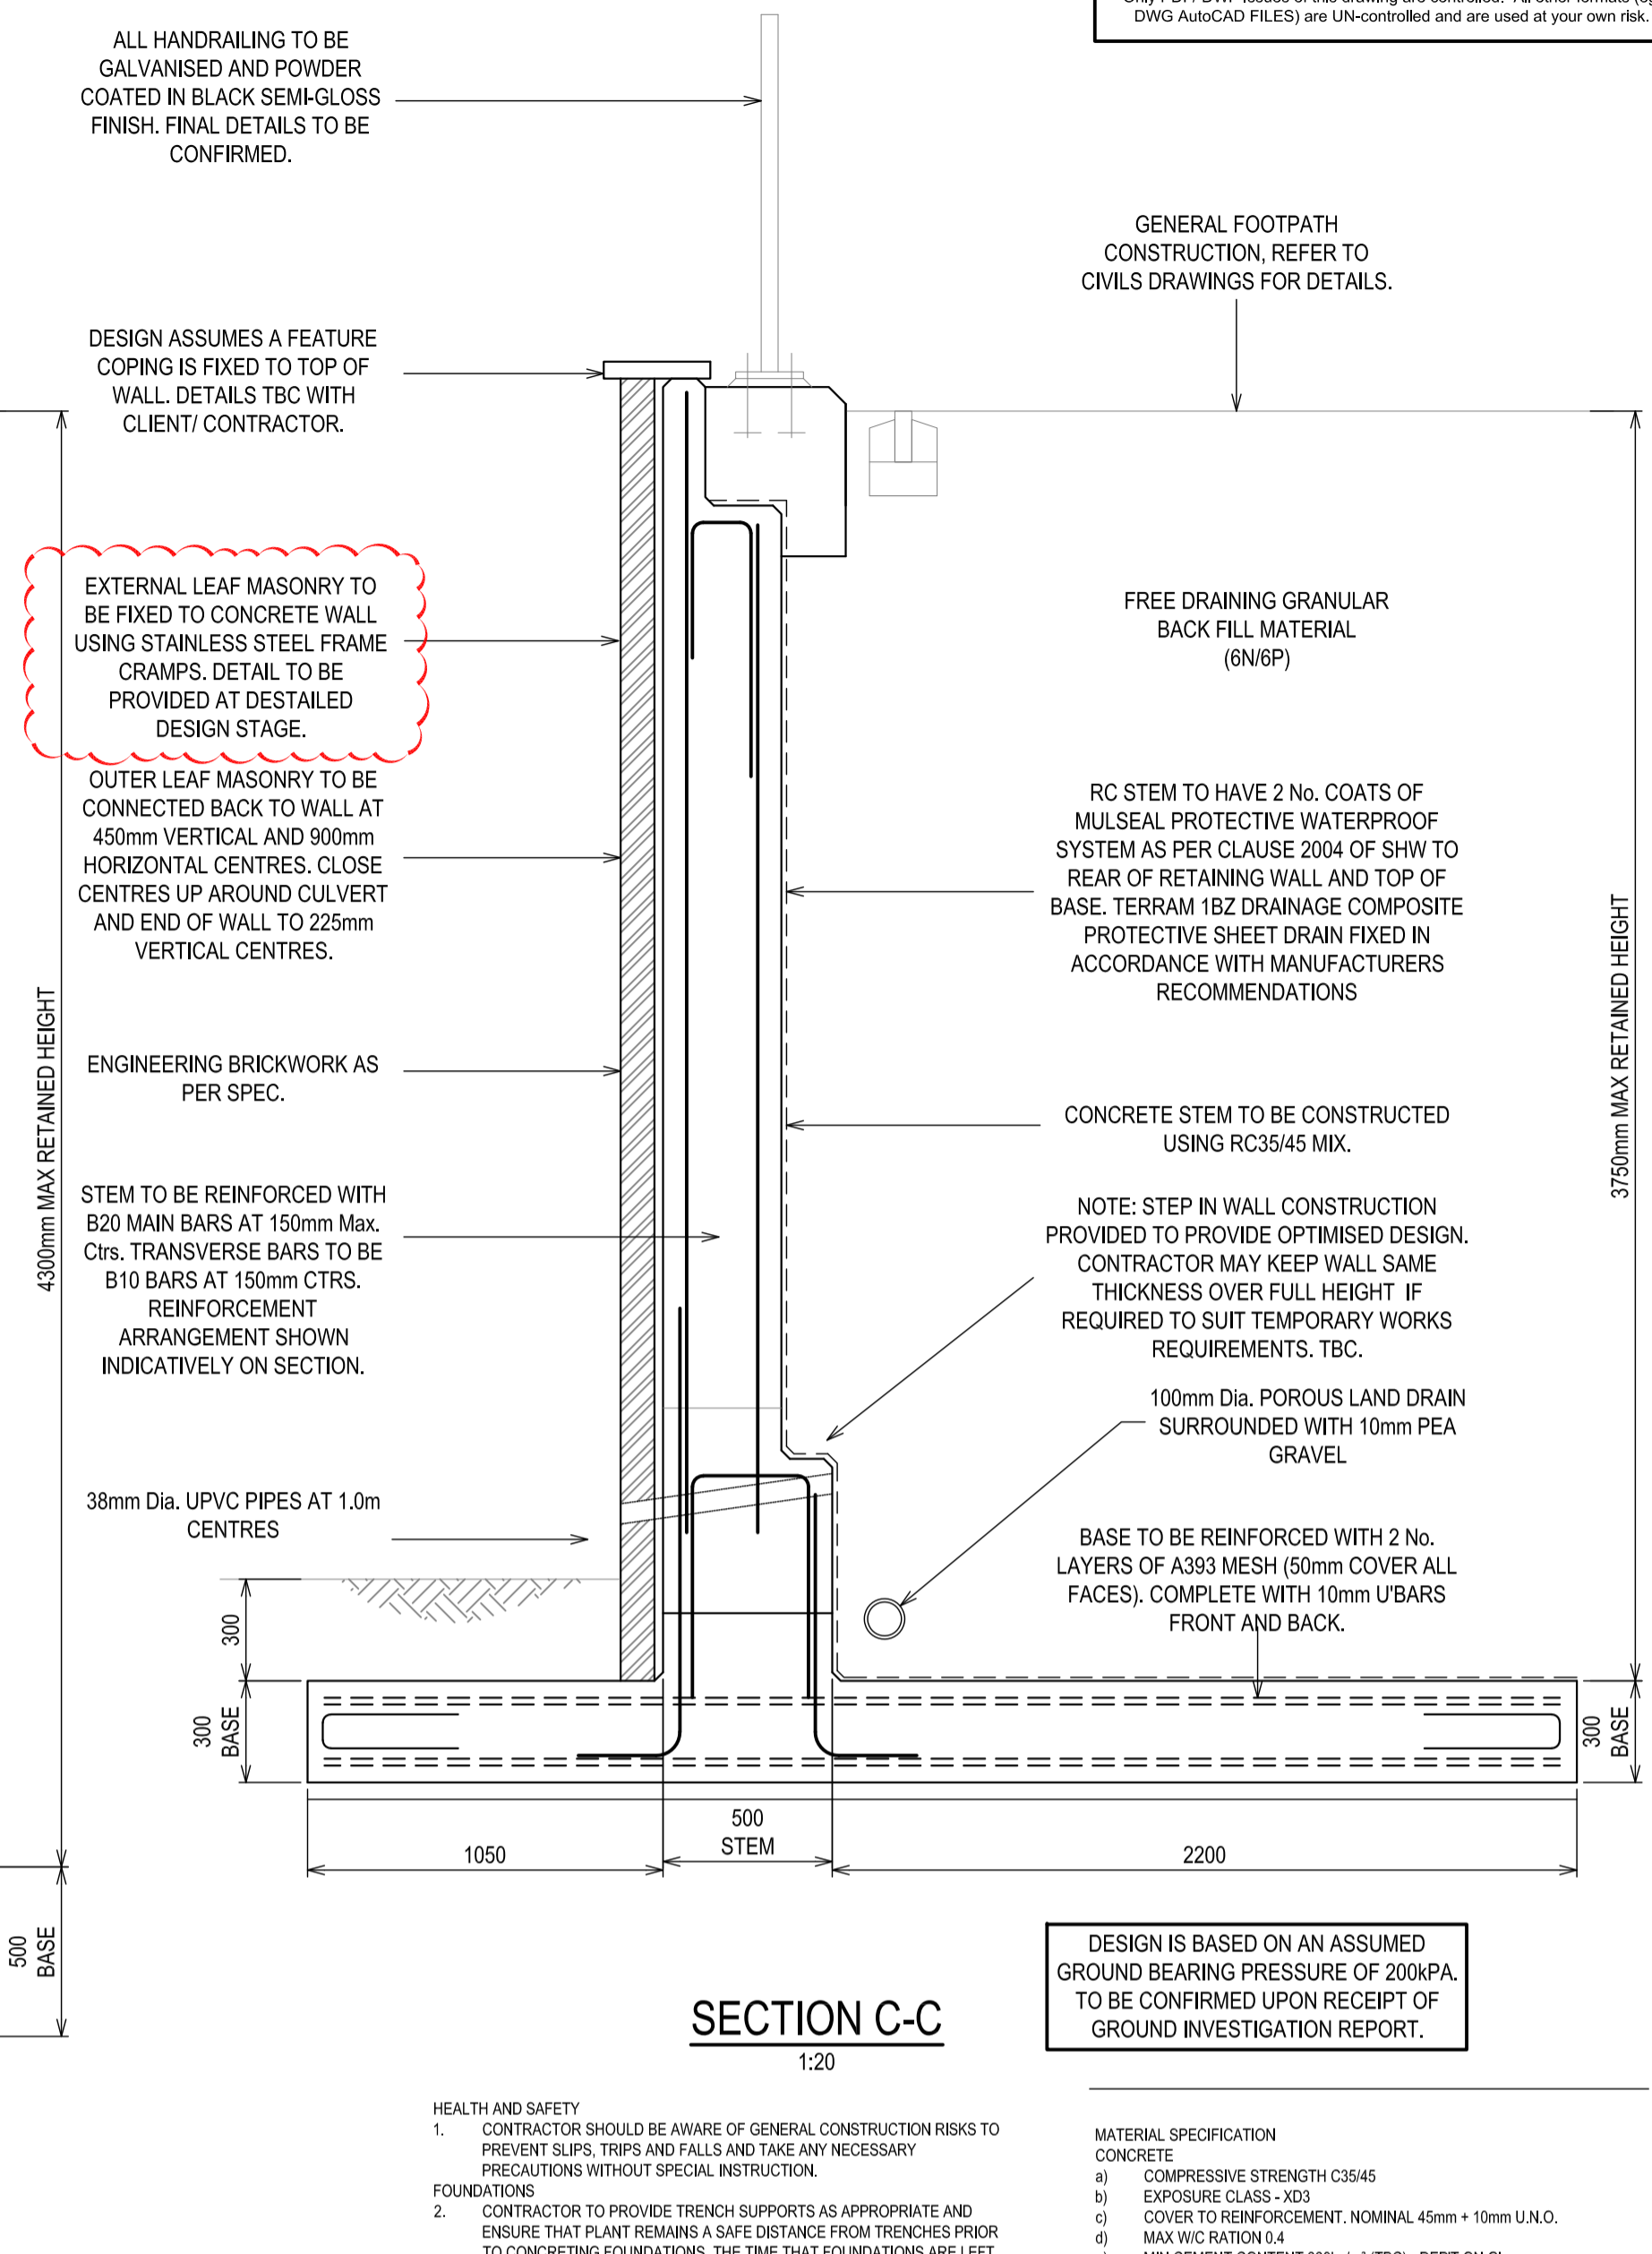 DWG AutoCAD FILES) are UN-controlled and are used at your own risk.
ALL HANDRAILING TO BE
GALVANISED AND POWDER
COATED IN BLACK SEMI-GLOSS
FINISH. FINAL DETAILS TO BE
CONFIRMED.
GENERAL FOOTPATH
CONSTRUCTION, REFER TO
CIVILS DRAWINGS FOR DETAILS.
DESIGN ASSUMES A FEATURE
COPING IS FIXED TO TOP OF
WALL. DETAILS TBC WITH
CLIENT/ CONTRACTOR.
EXTERNAL LEAF MASONRY TO
BE FIXED TO CONCRETE WALL
USING STAINLESS STEEL FRAME
CRAMPS. DETAIL TO BE
PROVIDED AT DESTAILED
DESIGN STAGE.
FREE DRAINING GRANULAR
BACK FILL MATERIAL
(6N/6P)
OUTER LEAF MASONRY TO BE
CONNECTED BACK TO WALL AT
450mm VERTICAL AND 900mm
HORIZONTAL CENTRES. CLOSE
CENTRES UP AROUND CULVERT
AND END OF WALL TO 225mm
VERTICAL CENTRES.
RC STEM TO HAVE 2 No. COATS OF
MULSEAL PROTECTIVE WATERPROOF
SYSTEM AS PER CLAUSE 2004 OF SHW TO
REAR OF RETAINING WALL AND TOP OF
BASE. TERRAM 1BZ DRAINAGE COMPOSITE
PROTECTIVE SHEET DRAIN FIXED IN
ACCORDANCE WITH MANUFACTURERS
RECOMMENDATIONS
4300mm MAX RETAINED HEIGHT
3750mm MAX RETAINED HEIGHT
ENGINEERING BRICKWORK AS
PER SPEC.
CONCRETE STEM TO BE CONSTRUCTED
USING RC35/45 MIX.
STEM TO BE REINFORCED WITH
B20 MAIN BARS AT 150mm Max.
Ctrs. TRANSVERSE BARS TO BE
B10 BARS AT 150mm CTRS.
REINFORCEMENT
ARRANGEMENT SHOWN
INDICATIVELY ON SECTION.
NOTE: STEP IN WALL CONSTRUCTION
PROVIDED TO PROVIDE OPTIMISED DESIGN.
CONTRACTOR MAY KEEP WALL SAME
THICKNESS OVER FULL HEIGHT IF
REQUIRED TO SUIT TEMPORARY WORKS
REQUIREMENTS. TBC.
100mm Dia. POROUS LAND DRAIN
SURROUNDED WITH 10mm PEA
GRAVEL
38mm Dia. UPVC PIPES AT 1.0m
CENTRES
BASE TO BE REINFORCED WITH 2 No.
LAYERS OF A393 MESH (50mm COVER ALL
FACES). COMPLETE WITH 10mm U'BARS
FRONT AND BACK.
300
300
BASE
300
BASE
500
STEM
1050
2200
500
BASE
DESIGN IS BASED ON AN ASSUMED
GROUND BEARING PRESSURE OF 200kPA.
TO BE CONFIRMED UPON RECEIPT OF
GROUND INVESTIGATION REPORT.
SECTION C-C
1:20
HEALTH AND SAFETY
1. CONTRACTOR SHOULD BE AWARE OF GENERAL CONSTRUCTION RISKS TO
PREVENT SLIPS, TRIPS AND FALLS AND TAKE ANY NECESSARY
PRECAUTIONS WITHOUT SPECIAL INSTRUCTION.
FOUNDATIONS
2. CONTRACTOR TO PROVIDE TRENCH SUPPORTS AS APPROPRIATE AND
ENSURE THAT PLANT REMAINS A SAFE DISTANCE FROM TRENCHES PRIOR
TO CONCRETING FOUNDATIONS. THE TIME THAT FOUNDATIONS ARE LEFT
MATERIAL SPECIFICATION
CONCRETE
a) COMPRESSIVE STRENGTH C35/45
b) EXPOSURE CLASS - XD3
c) COVER TO REINFORCEMENT. NOMINAL 45mm + 10mm U.N.O.
d) MAX W/C RATION 0.4